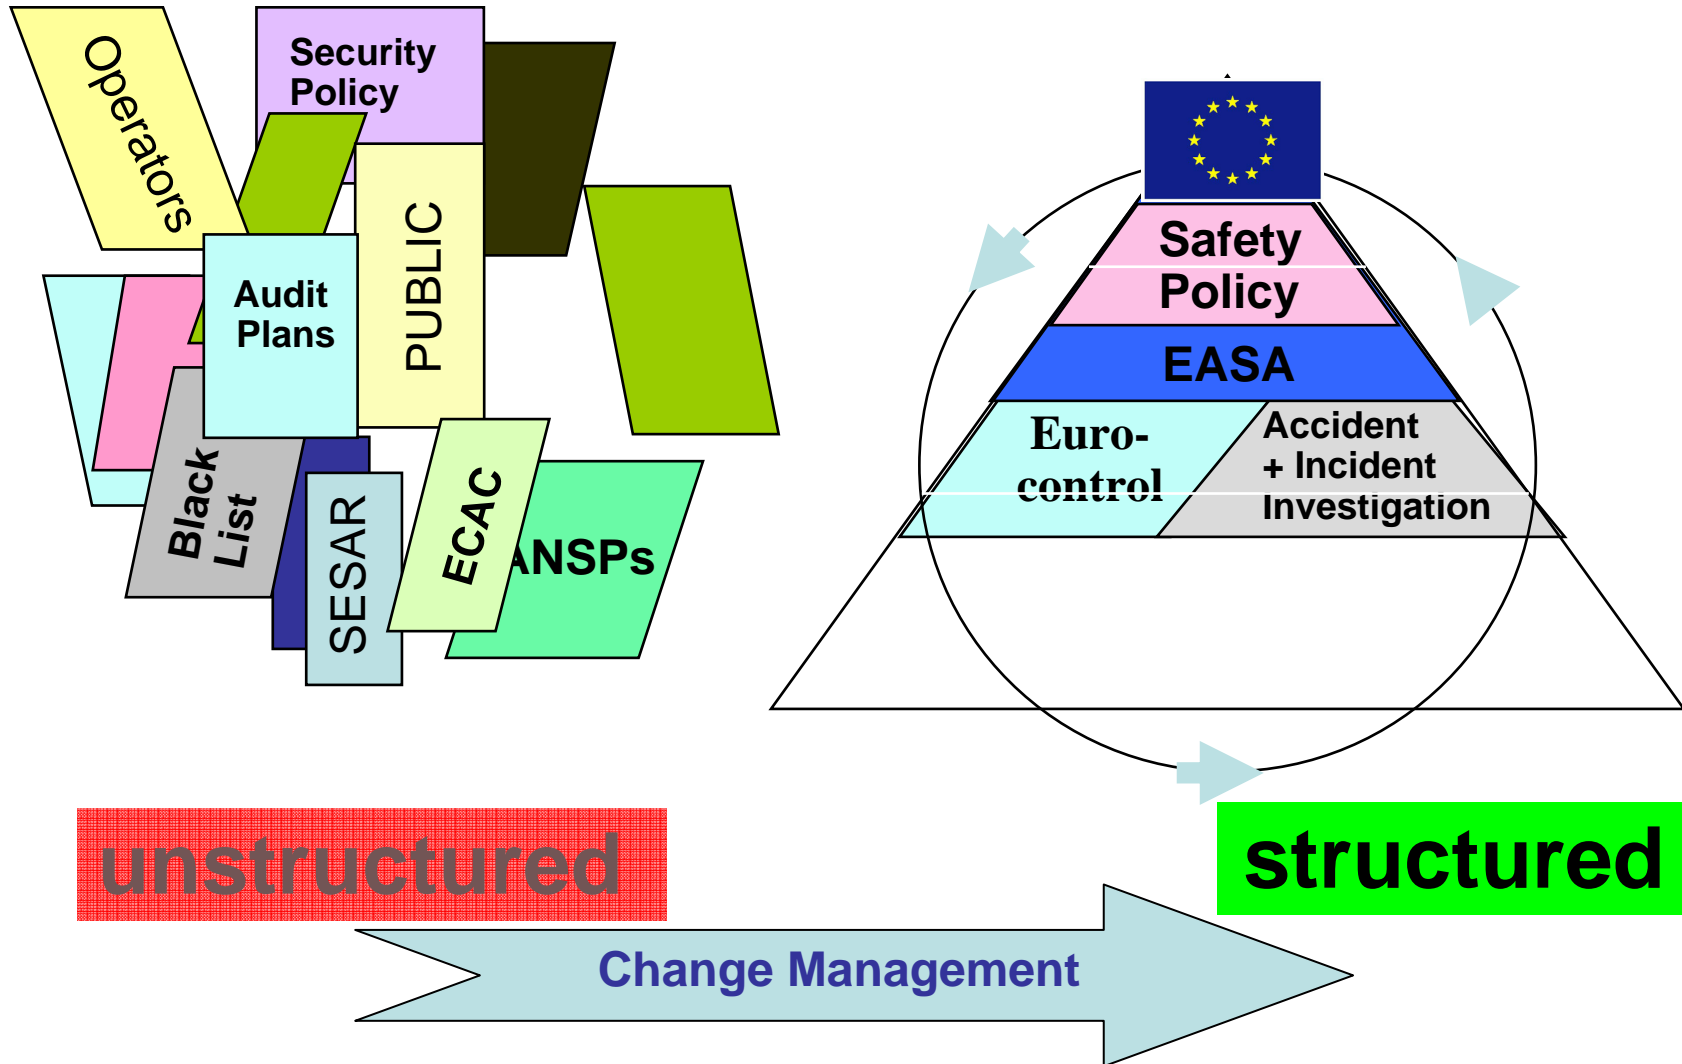 Operators
Security
Policy
PUBLIC
Audit
Plans
Black
List
SESAR
ECAC
ANSPs
Safety
Policy
EASA
Euro-
control
Accident
+ Incident
Investigation
unstructured
structured
Change Management